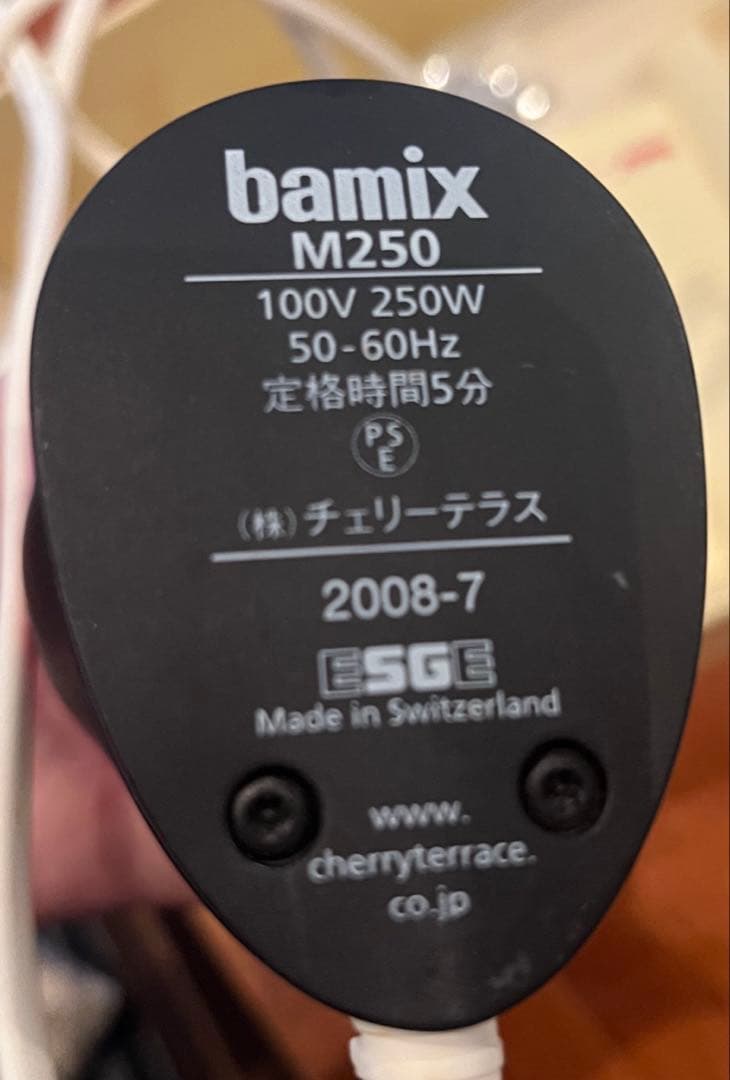 bamix
M250
100V 250W
50-60Hz
定格時間5分
PS
E
(株)チェリーテラス
2008-7
ESGE
Made in Switzerland
www.
cherryterrace.
co.jp